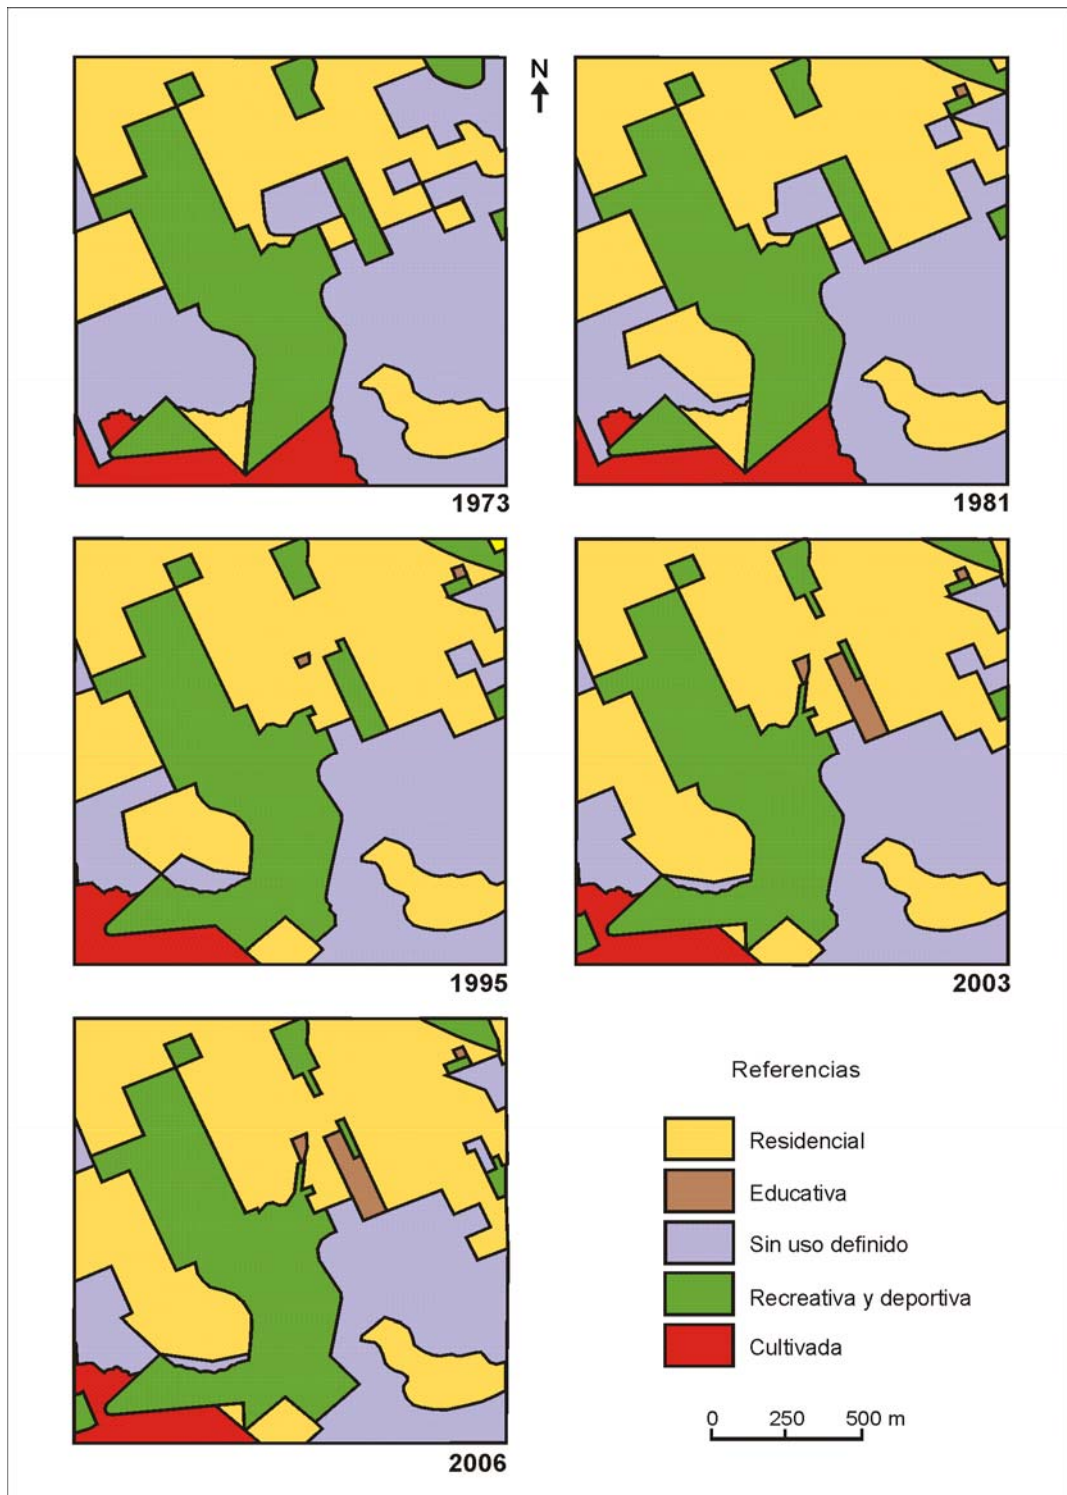 N
1973
1981
1995
2003
2006
Referencias
Residencial
Educativa
Sin uso definido
Recreativa y deportiva
Cultivada
0 250 500 m